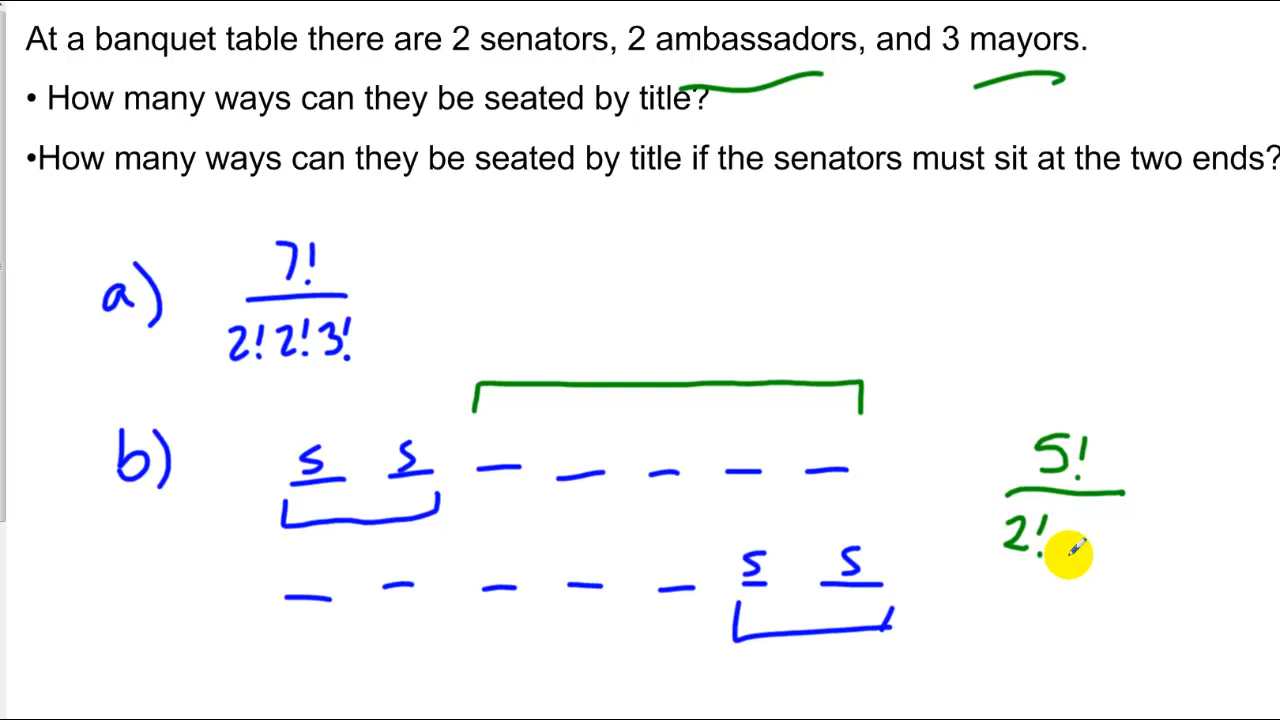 At a banquet table there are 2 senators, 2 ambassadors, and 3 mayors.
• How many ways can they be seated by title?
•How many ways can they be seated by title if the senators must sit at the two ends?
a) 7!
2! 2! 3!
b) S S _ _ _ _ _
5!
2!
_ _ _ _ _ S S